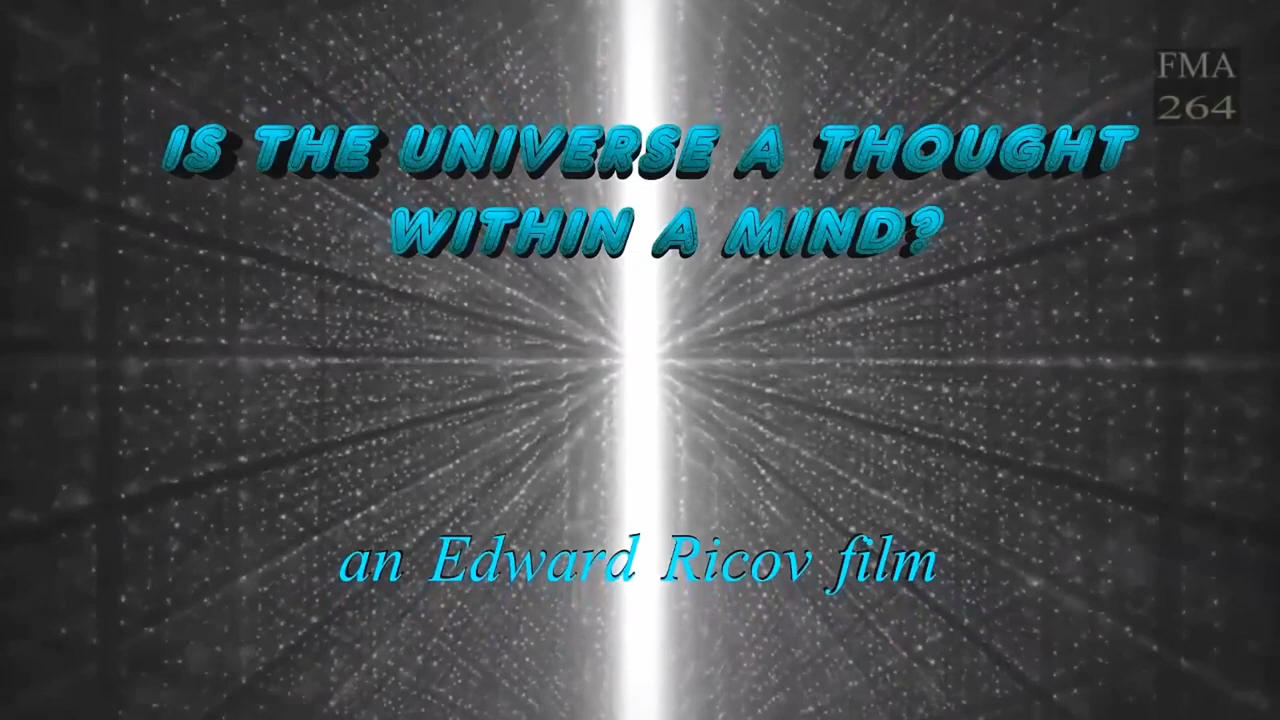 FMA
264
IS THE UNIVERSE A THOUGHT
WITHIN A MIND?
an Edward Ricov film